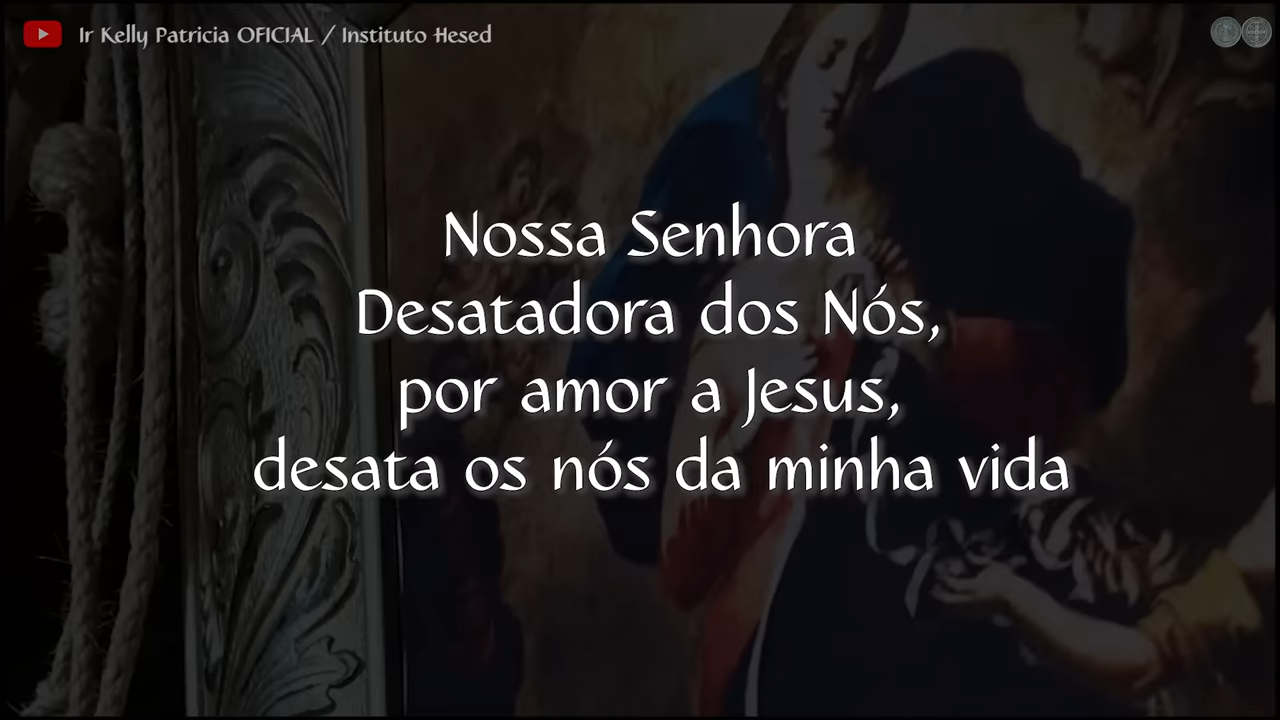 Ir Kelly Patricia OFICIAL / Instituto Hesed
Nossa Senhora
Desatadora dos Nós,
por amor a Jesus,
desata os nós da minha vida